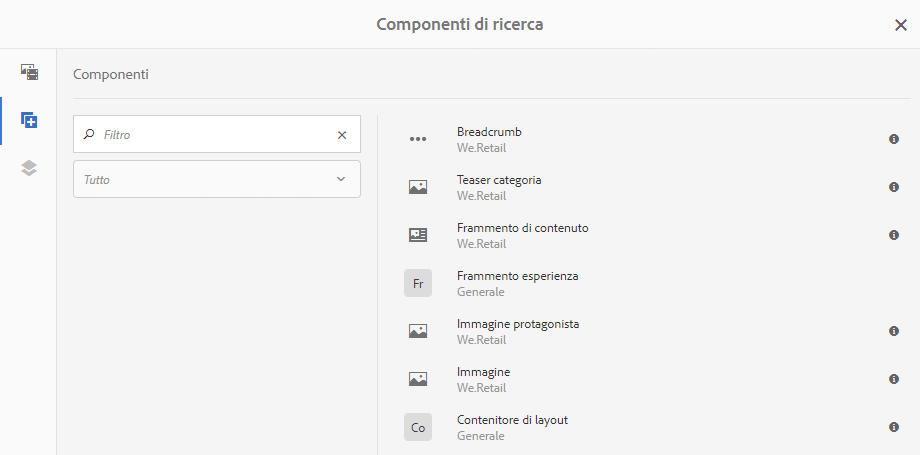 Componenti di ricerca
Componenti
Filtro
Tutto
Breadcrumb
We.Retail
Teaser categoria
We.Retail
Frammento di contenuto
We.Retail
Fr
Frammento esperienza
Generale
Immagine protagonista
We.Retail
Immagine
We.Retail
Co
Contenitore di layout
Generale